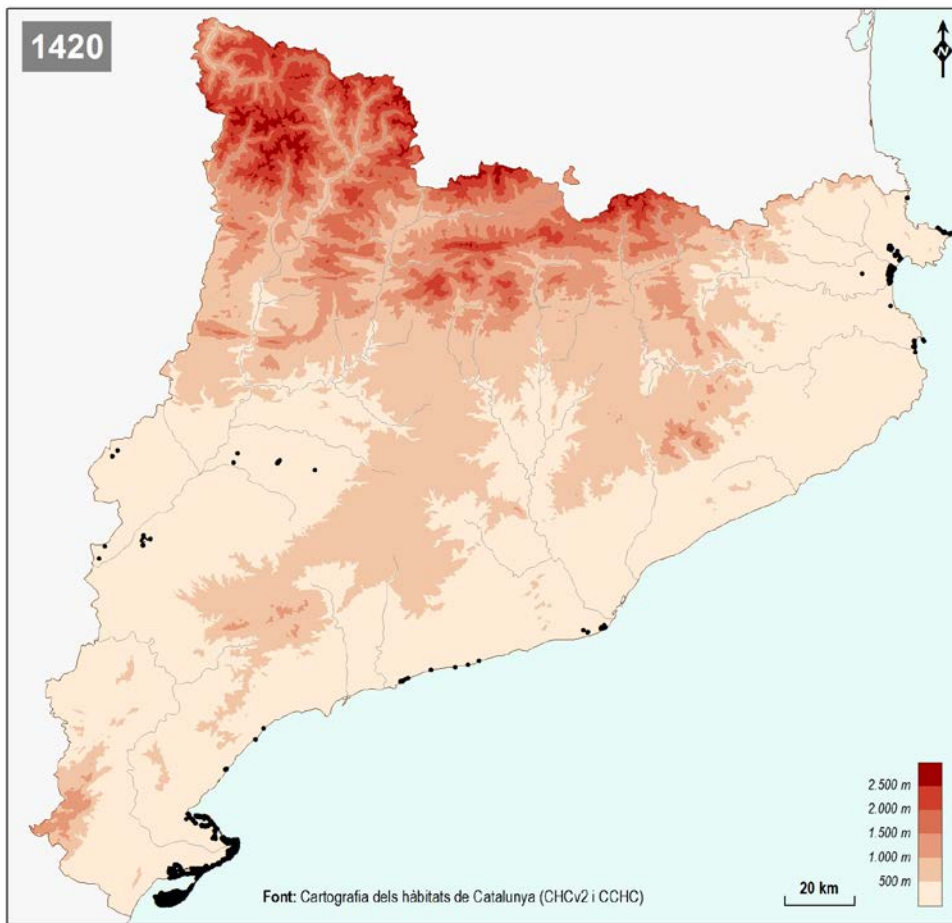 1420
N
2.500 m
2.000 m
1.500 m
1.000 m
500 m
Font: Cartografia dels hàbitats de Catalunya (CHCv2 i CCHC)
20 km